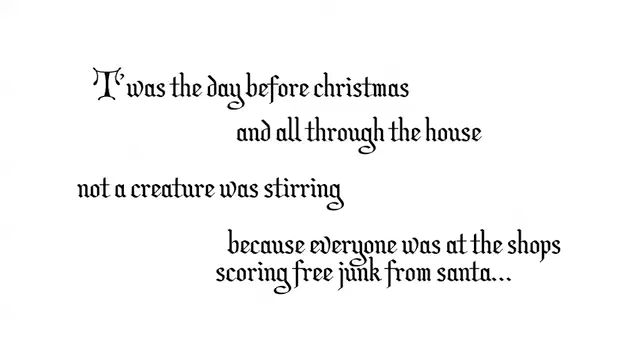 T'was the day before christmas
and all through the house
not a creature was stirring
because everyone was at the shops
scoring free junk from santa...